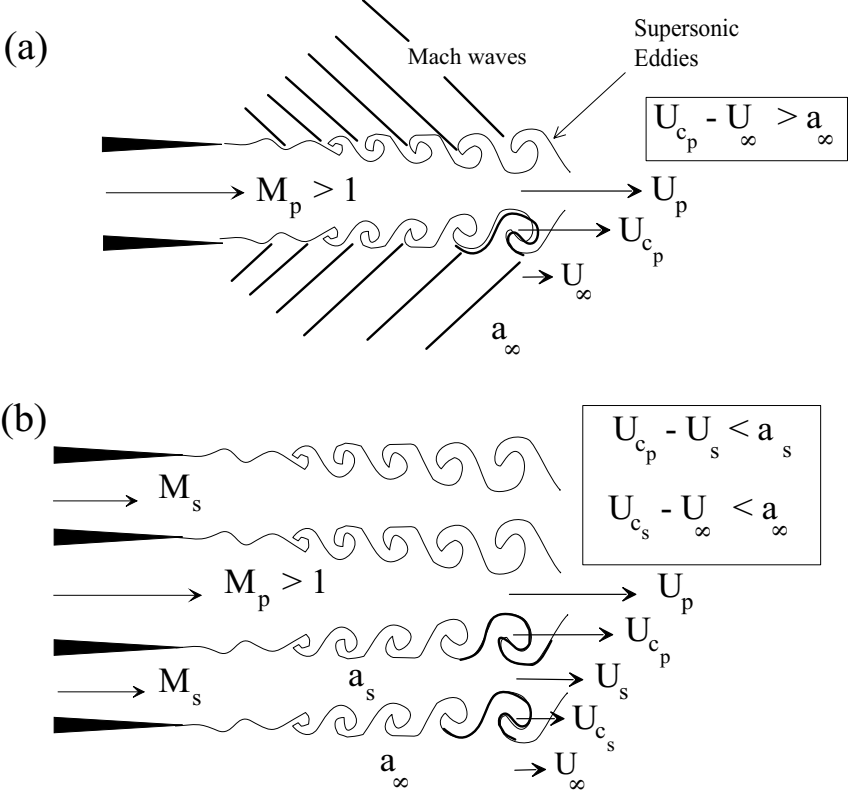 (a)
Mach waves
Supersonic
Eddies
U_{c_p} - U_∞ > a_∞
M_p > 1
U_p
U_{c_p}
U_∞
a_∞
(b)
U_{c_p} - U_s < a_s
U_{c_s} - U_∞ < a_∞
M_s
M_p > 1
U_p
U_{c_p}
M_s
a_s
U_s
U_{c_s}
a_∞
U_∞